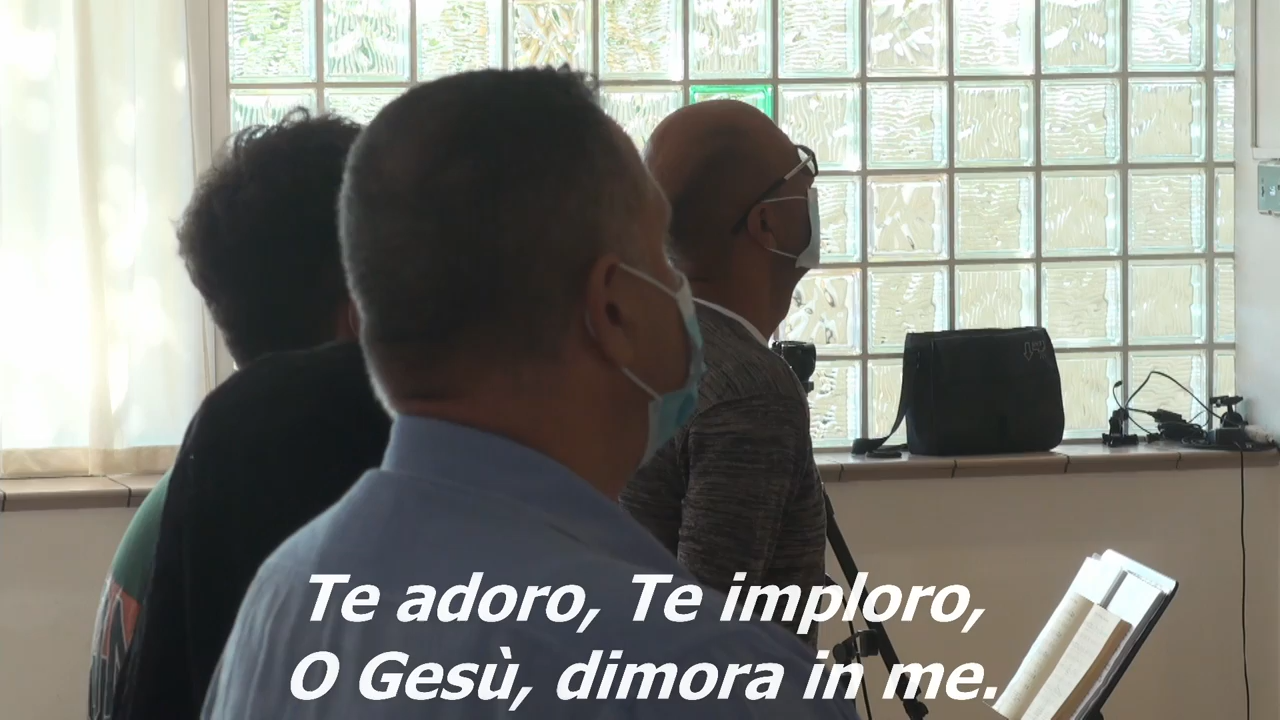 Te adoro, Te imploro,
O Gesù, dimora in me.